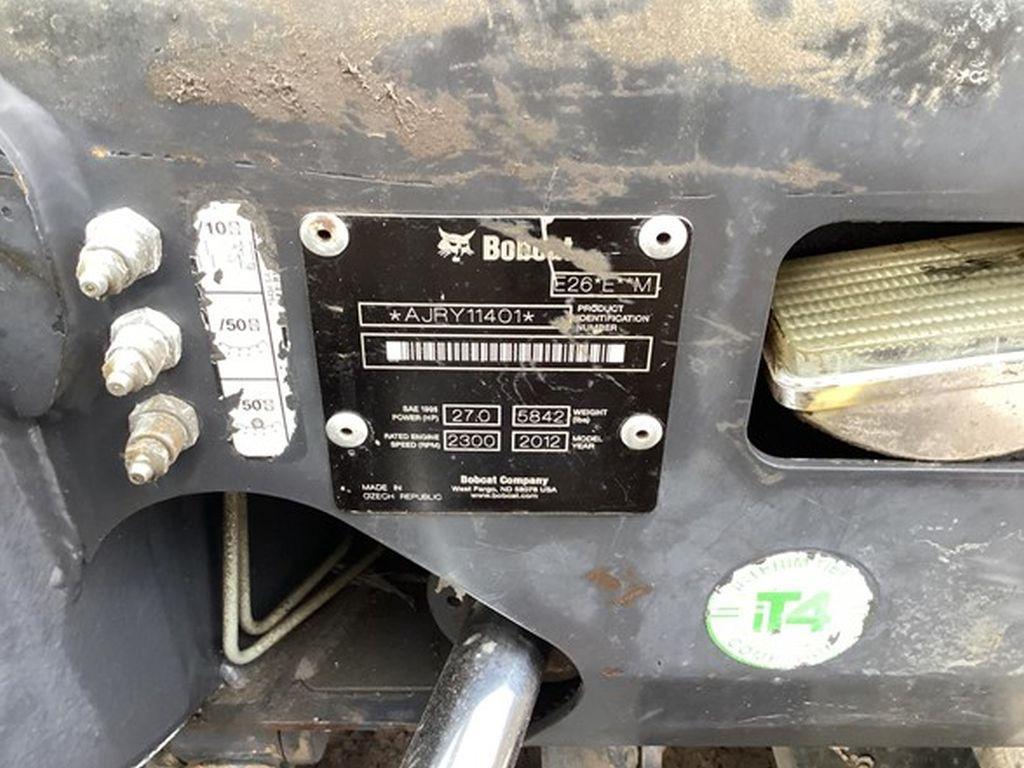 /10
/50
/50
Bobcat
E26*E**M
*AJRY11401*
PRODUCT
IDENTIFICATION
NUMBER
SAE 1995
POWER (HP)
27.0
5842
WEIGHT
(lbs)
RATED ENGINE
SPEED (RPM)
2300
2012
MODEL
YEAR
Bobcat Company
West Fargo, ND 58078 USA
www.bobcat.com
MADE IN
CZECH REPUBLIC
iT4